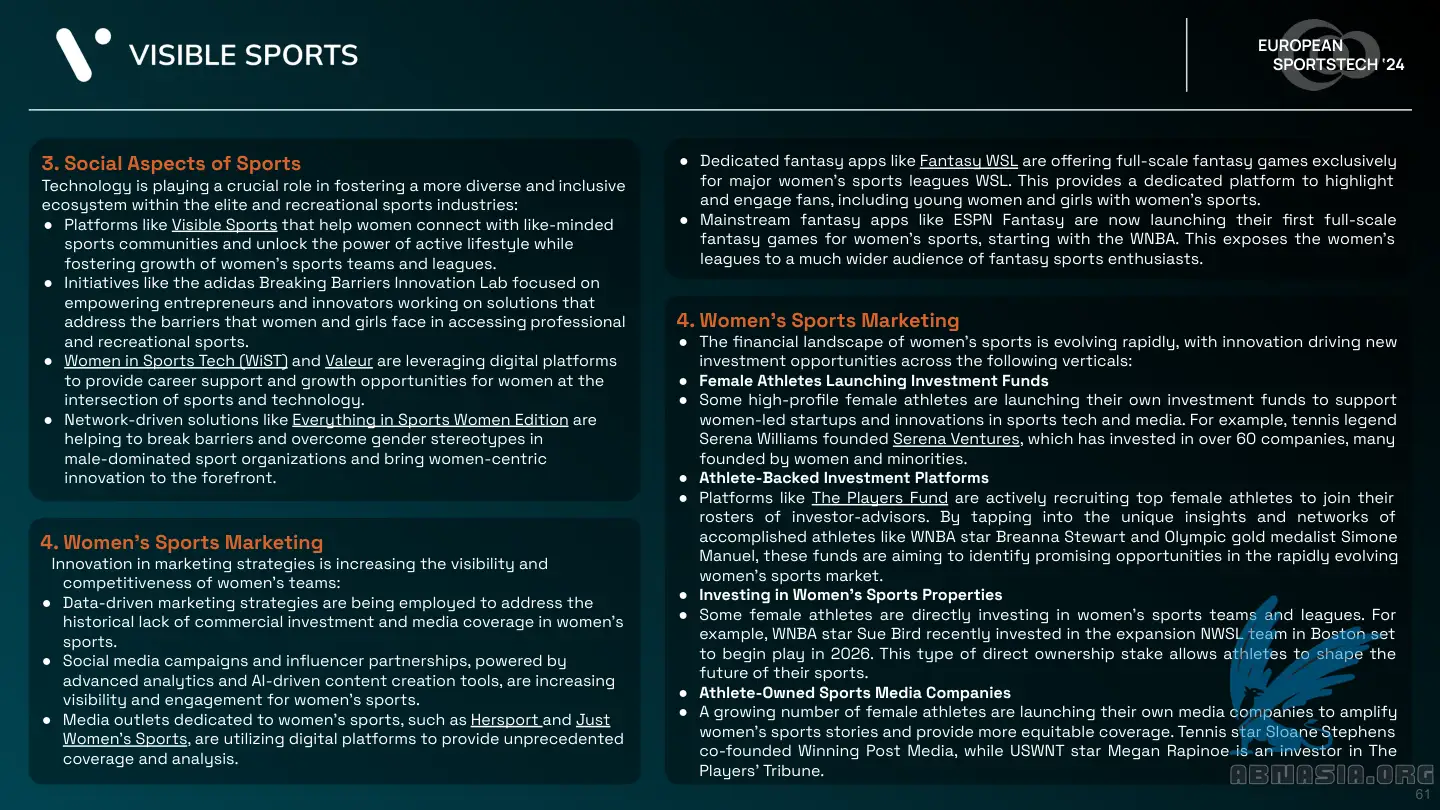 VISIBLE SPORTS
EUROPEAN
SPORTSTECH '24
3. Social Aspects of Sports
Technology is playing a crucial role in fostering a more diverse and inclusive
ecosystem within the elite and recreational sports industries:
● Platforms like Visible Sports that help women connect with like-minded
sports communities and unlock the power of active lifestyle while
fostering growth of women's sports teams and leagues.
● Initiatives like the adidas Breaking Barriers Innovation Lab focused on
empowering entrepreneurs and innovators working on solutions that
address the barriers that women and girls face in accessing professional
and recreational sports.
● Women in Sports Tech (WiST) and Valeur are leveraging digital platforms
to provide career support and growth opportunities for women at the
intersection of sports and technology.
● Network-driven solutions like Everything in Sports Women Edition are
helping to break barriers and overcome gender stereotypes in
male-dominated sport organizations and bring women-centric
innovation to the forefront.
4. Women's Sports Marketing
Innovation in marketing strategies is increasing the visibility and
competitiveness of women's teams:
● Data-driven marketing strategies are being employed to address the
historical lack of commercial investment and media coverage in women's
sports.
● Social media campaigns and influencer partnerships, powered by
advanced analytics and AI-driven content creation tools, are increasing
visibility and engagement for women's sports.
● Media outlets dedicated to women's sports, such as Hersport and Just
Women's Sports, are utilizing digital platforms to provide unprecedented
coverage and analysis.
● Dedicated fantasy apps like Fantasy WSL are offering full-scale fantasy games exclusively
for major women's sports leagues WSL. This provides a dedicated platform to highlight
and engage fans, including young women and girls with women's sports.
● Mainstream fantasy apps like ESPN Fantasy are now launching their first full-scale
fantasy games for women's sports, starting with the WNBA. This exposes the women's
leagues to a much wider audience of fantasy sports enthusiasts.
4. Women's Sports Marketing
● The financial landscape of women's sports is evolving rapidly, with innovation driving new
investment opportunities across the following verticals:
● Female Athletes Launching Investment Funds
● Some high-profile female athletes are launching their own investment funds to support
women-led startups and innovations in sports tech and media. For example, tennis legend
Serena Williams founded Serena Ventures, which has invested in over 60 companies, many
founded by women and minorities.
● Athlete-Backed Investment Platforms
● Platforms like The Players Fund are actively recruiting top female athletes to join their
rosters of investor-advisors. By tapping into the unique insights and networks of
accomplished athletes like WNBA star Breanna Stewart and Olympic gold medalist Simone
Manuel, these funds are aiming to identify promising opportunities in the rapidly evolving
women's sports market.
● Investing in Women's Sports Properties
● Some female athletes are directly investing in women's sports teams and leagues. For
example, WNBA star Sue Bird recently invested in the expansion NWSL team in Boston set
to begin play in 2026. This type of direct ownership stake allows athletes to shape the
future of their sports.
● Athlete-Owned Sports Media Companies
● A growing number of female athletes are launching their own media companies to amplify
women's sports stories and provide more equitable coverage. Tennis star Sloane Stephens
co-founded Winning Post Media, while USWNT star Megan Rapinoe is an investor in The
Players' Tribune.
ABNASIA.ORG
61